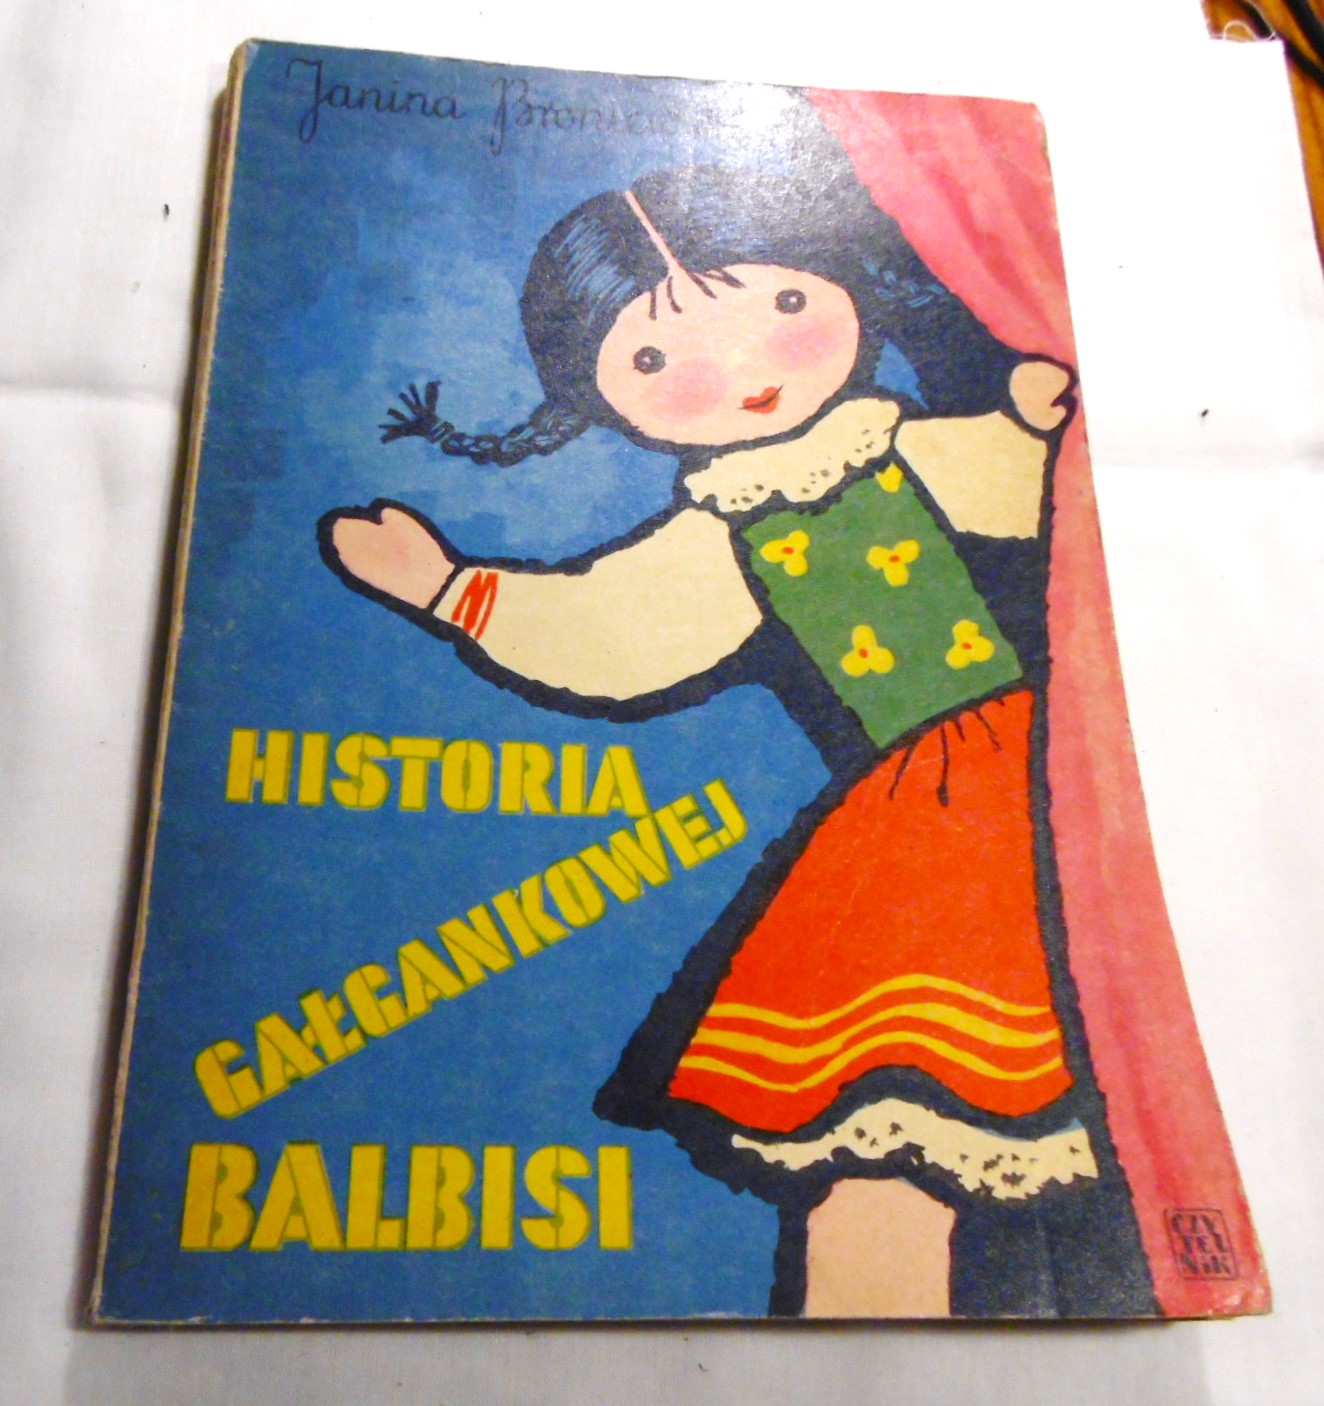 Janina
HISTORIA
GAŁGANKOWEJ
BALBISI
CZY
TEL
NIK